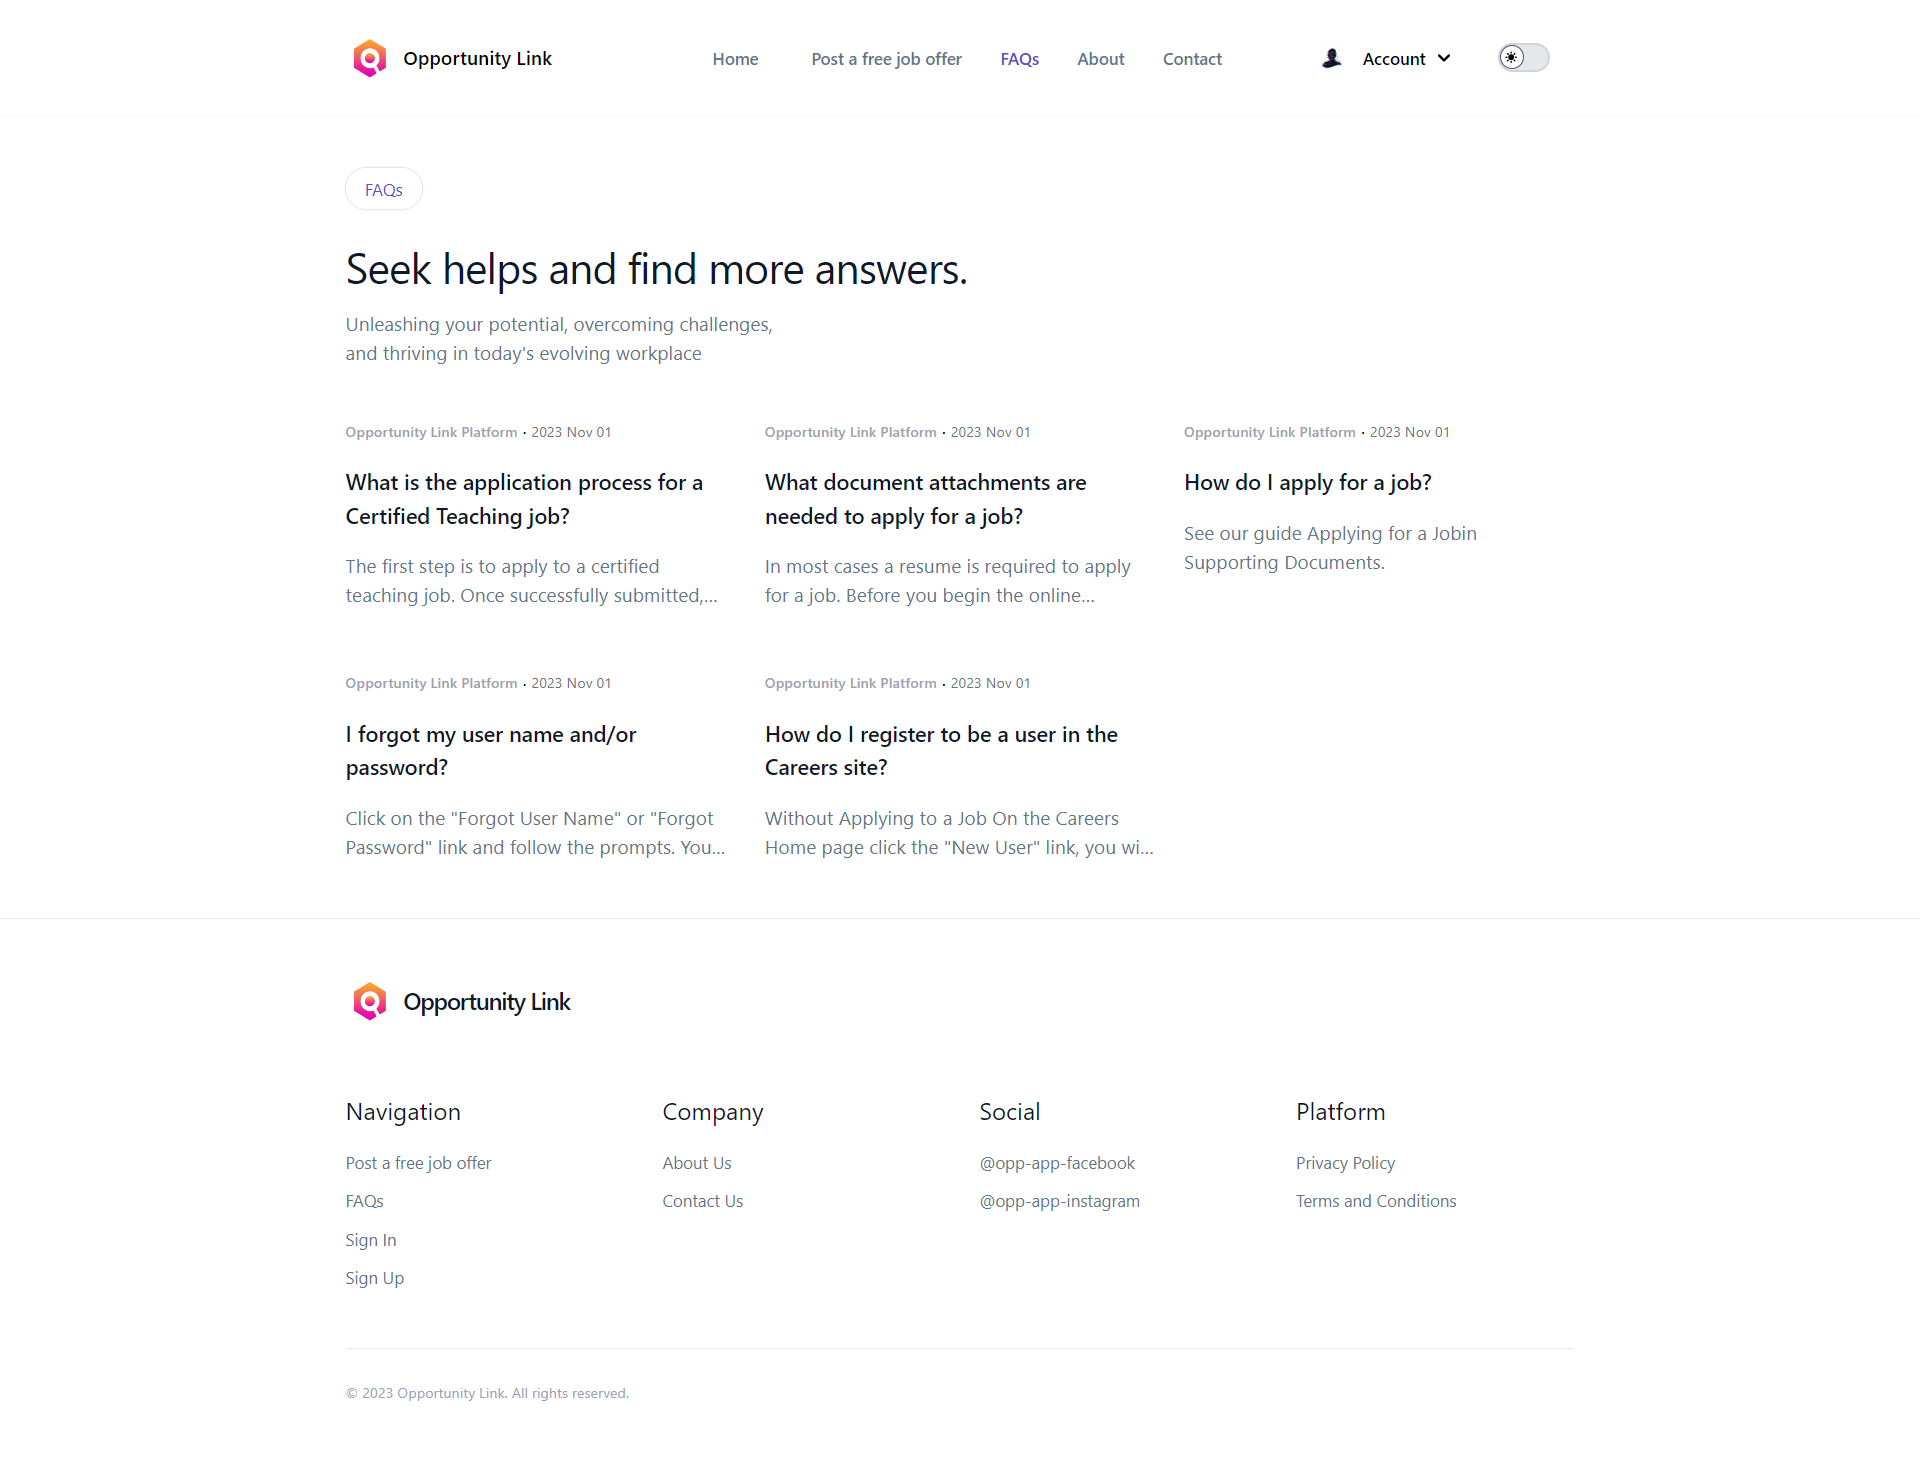 Opportunity Link
Home
Post a free job offer
FAQs
About
Contact
Account
FAQs
Seek helps and find more answers.
Unleashing your potential, overcoming challenges,
and thriving in today's evolving workplace
Opportunity Link Platform · 2023 Nov 01
What is the application process for a
Certified Teaching job?
The first step is to apply to a certified
teaching job. Once successfully submitted,...
Opportunity Link Platform · 2023 Nov 01
What document attachments are
needed to apply for a job?
In most cases a resume is required to apply
for a job. Before you begin the online...
Opportunity Link Platform · 2023 Nov 01
How do I apply for a job?
See our guide Applying for a Jobin
Supporting Documents.
Opportunity Link Platform · 2023 Nov 01
I forgot my user name and/or
password?
Click on the "Forgot User Name" or "Forgot
Password" link and follow the prompts. You...
Opportunity Link Platform · 2023 Nov 01
How do I register to be a user in the
Careers site?
Without Applying to a Job On the Careers
Home page click the "New User" link, you wi...
Opportunity Link
Navigation
Post a free job offer
FAQs
Sign In
Sign Up
Company
About Us
Contact Us
Social
@opp-app-facebook
@opp-app-instagram
Platform
Privacy Policy
Terms and Conditions
© 2023 Opportunity Link. All rights reserved.